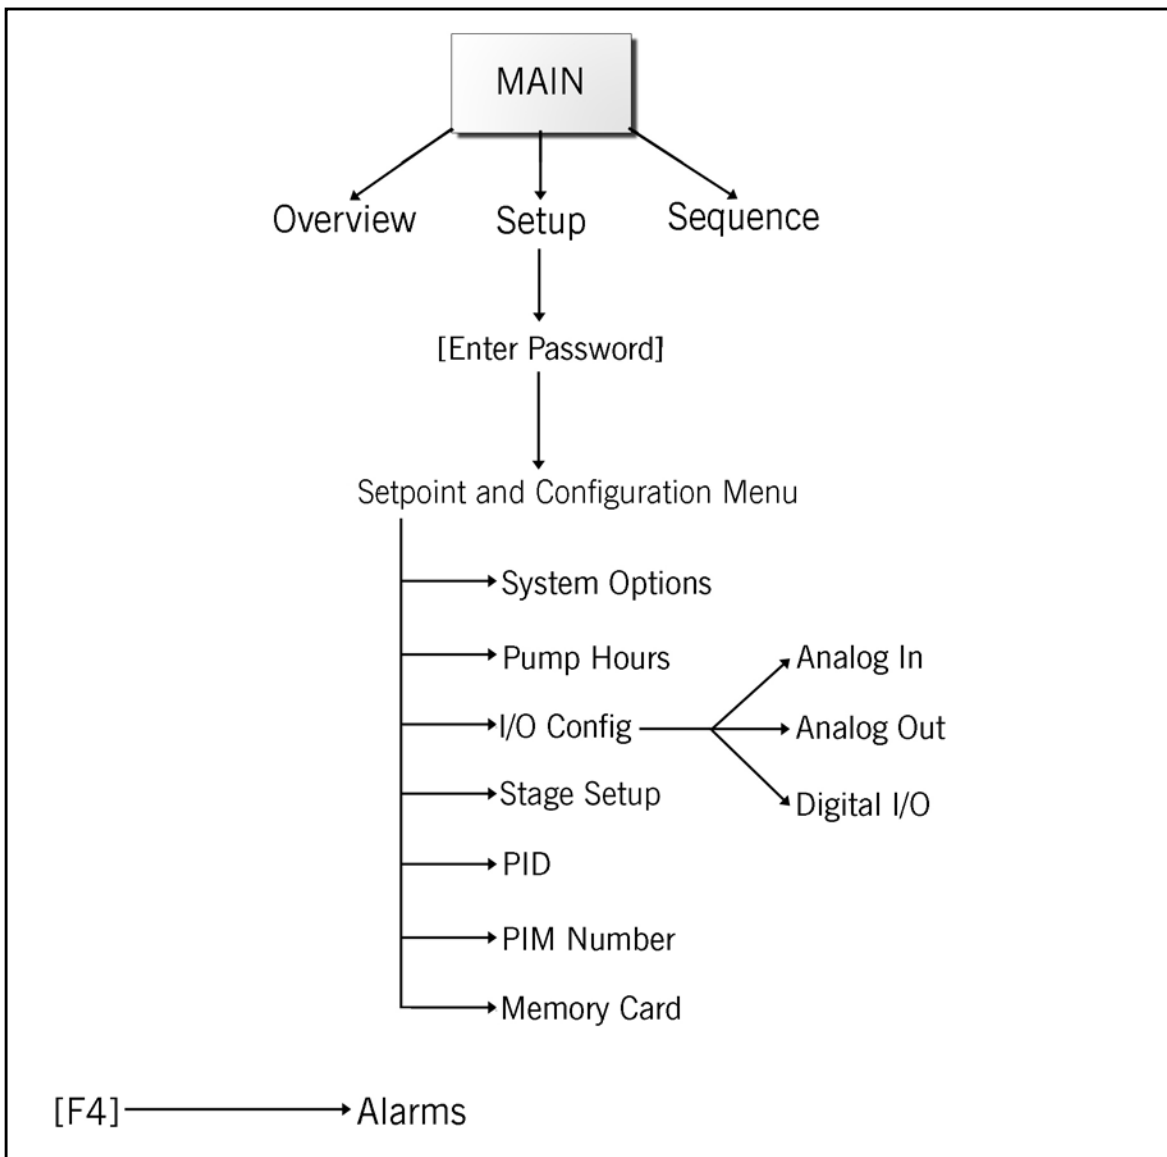 MAIN
Overview
Setup
Sequence
[Enter Password]
Setpoint and Configuration Menu
System Options
Pump Hours
Analog In
I/O Config
Analog Out
Stage Setup
Digital I/O
PID
PIM Number
Memory Card
[F4]
Alarms